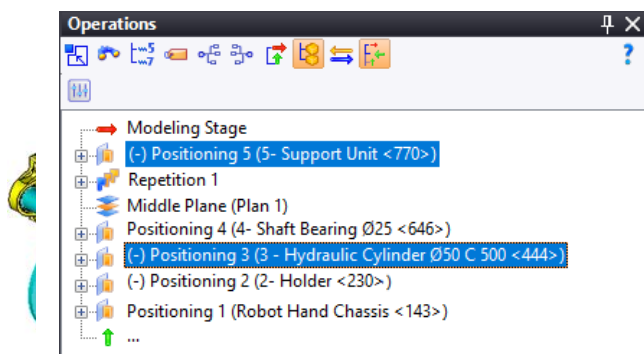 Operations
Modeling Stage
(-) Positioning 5 (5- Support Unit <770>)
Repetition 1
Middle Plane (Plan 1)
Positioning 4 (4- Shaft Bearing Ø25 <646>)
(-) Positioning 3 (3 - Hydraulic Cylinder Ø50 C 500 <444>)
(-) Positioning 2 (2- Holder <230>)
Positioning 1 (Robot Hand Chassis <143>)
...